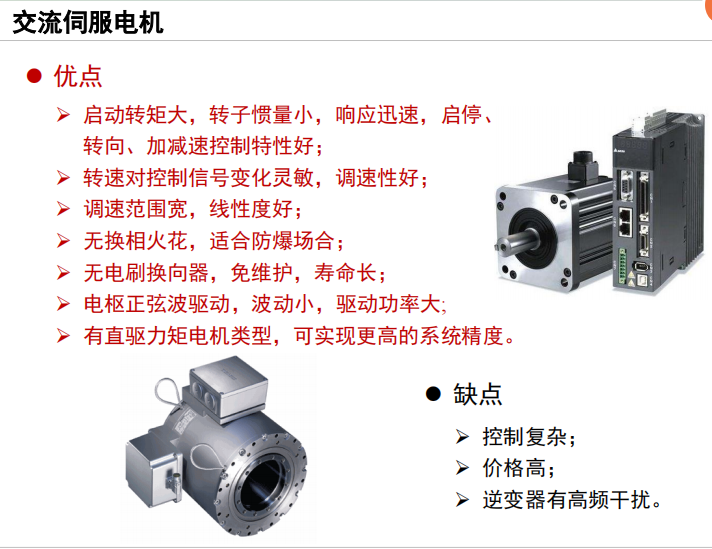 交流伺服电机
● 优点
➢ 启动转矩大，转子惯量小，响应迅速，启停、
转向、加减速控制特性好；
➢ 转速对控制信号变化灵敏，调速性好；
➢ 调速范围宽，线性度好；
➢ 无换相火花，适合防爆场合；
➢ 无电刷换向器，免维护，寿命长；
➢ 电枢正弦波驱动，波动小，驱动功率大;
➢ 有直驱力矩电机类型，可实现更高的系统精度。
● 缺点
➢ 控制复杂；
➢ 价格高；
➢ 逆变器有高频干扰。